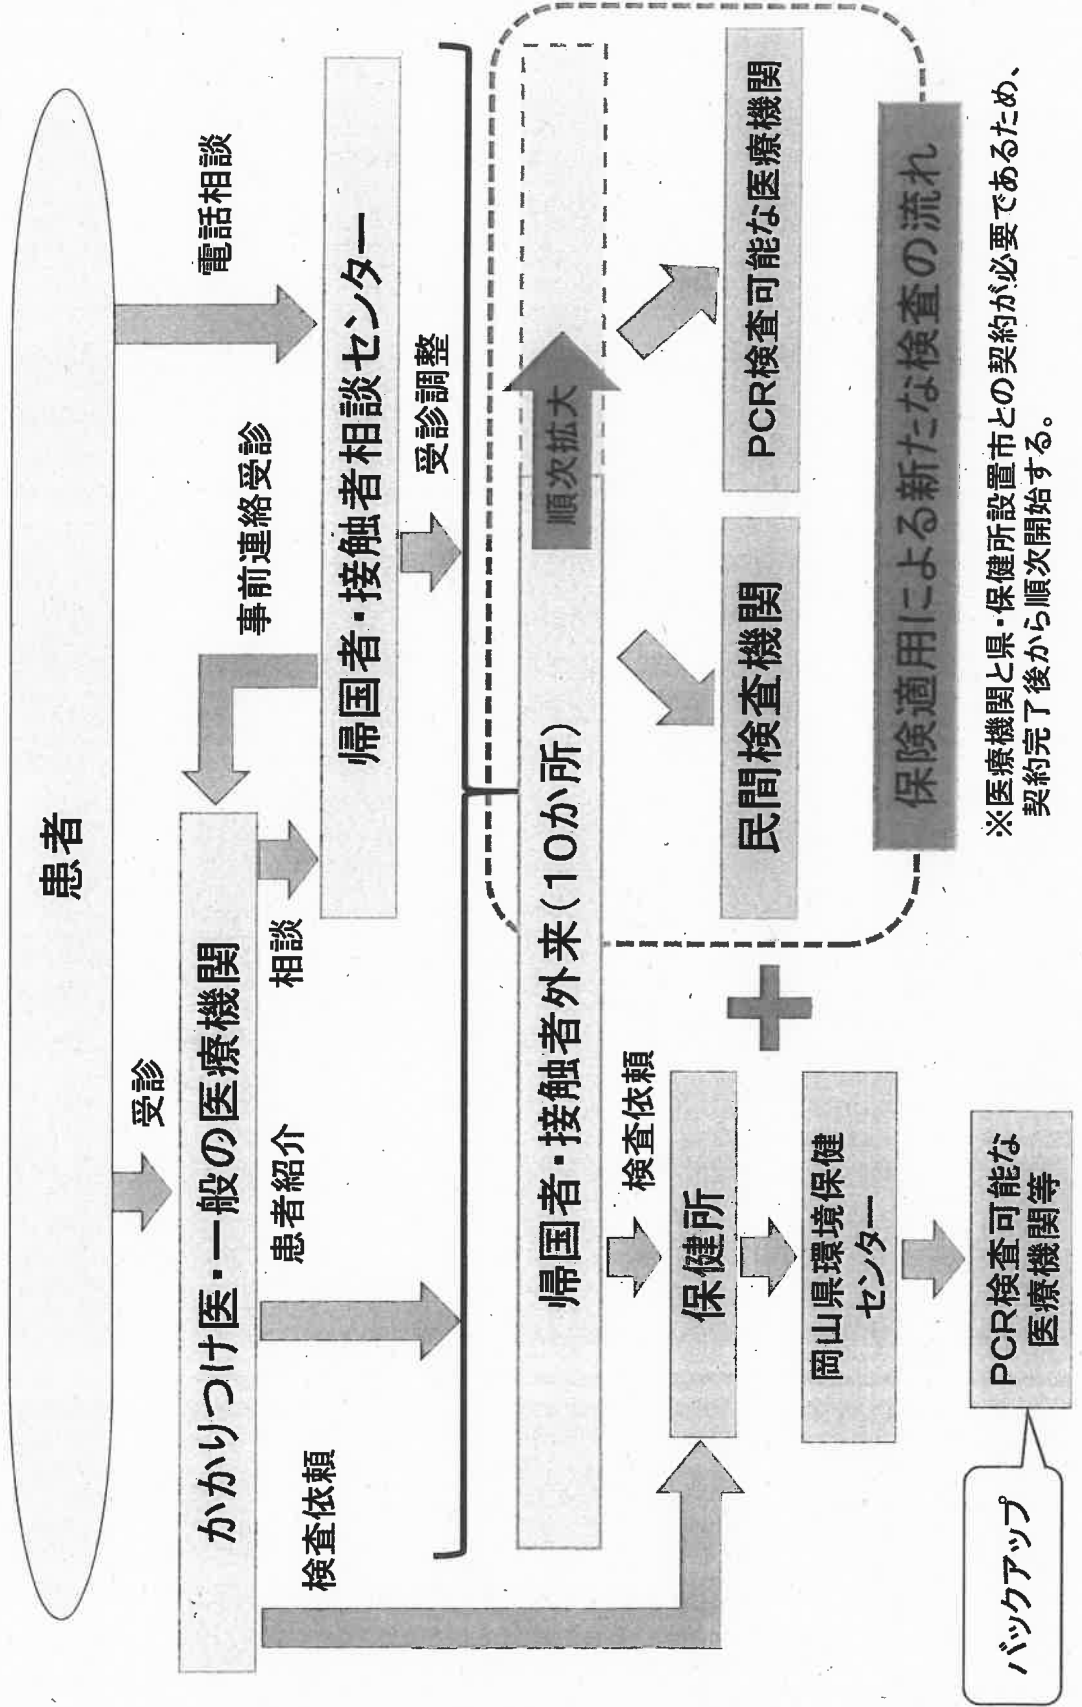 患者
受診
電話相談
かかりつけ医・一般の医療機関
事前連絡受診
検査依頼
患者紹介
相談
帰国者・接触者相談センター
受診調整
帰国者・接触者外来(10か所)
順次拡大
検査依頼
保健所
民間検査機関
PCR検査可能な医療機関
岡山県環境保健
センター
保険適用による新たな検査の流れ
バックアップ
PCR検査可能な
医療機関等
※医療機関と県・保健所設置市との契約が必要であるため、
契約完了後から順次開始する。